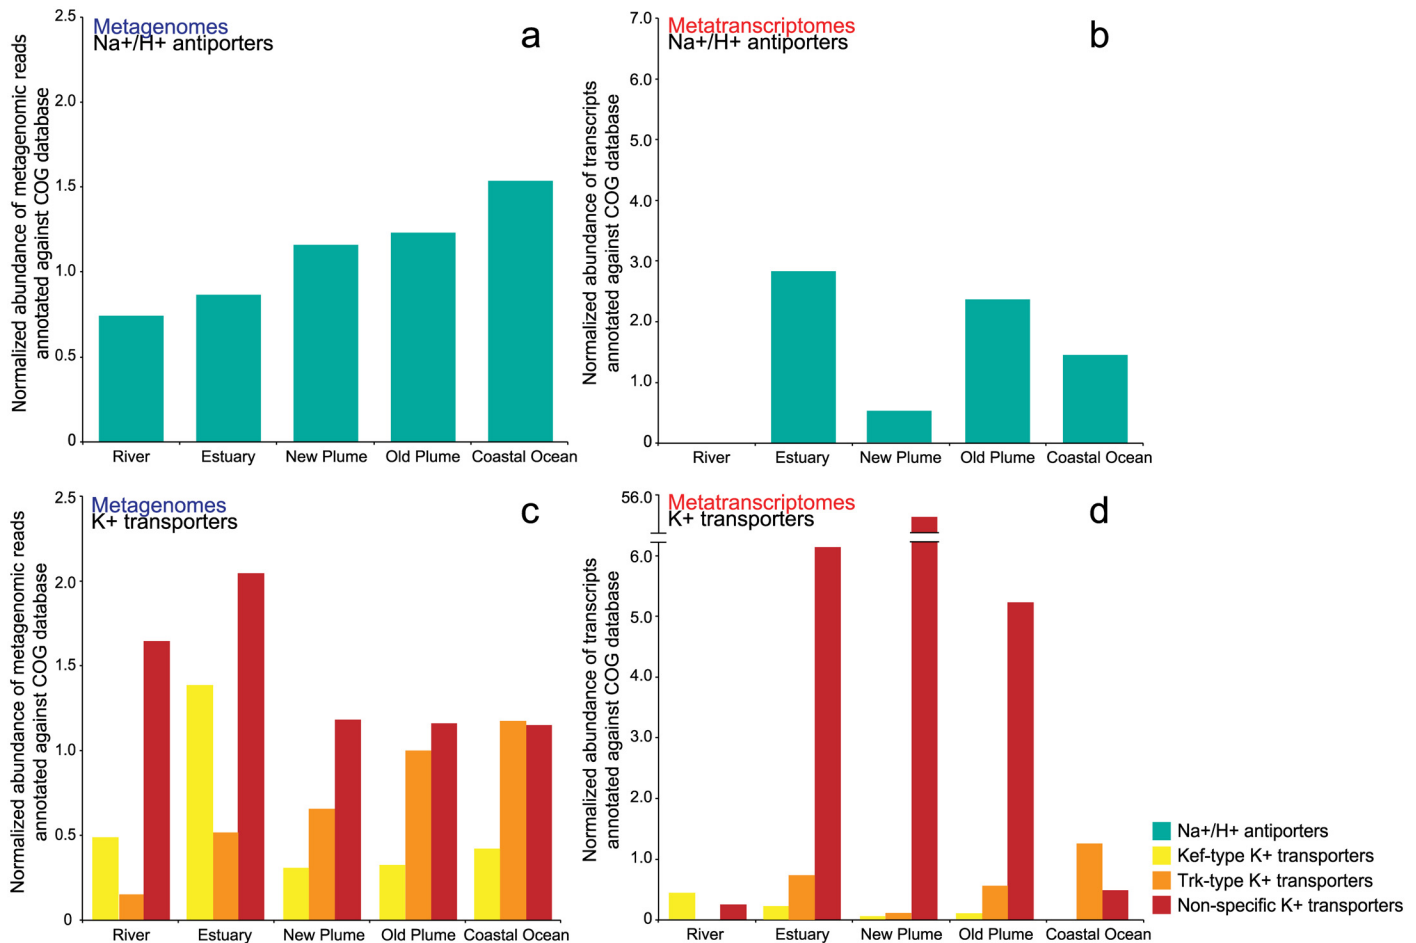 Metagenomes
Na+/H+ antiporters
a
Normalized abundance of metagenomic reads
annotated against COG database
2.5
2.0
1.5
1.0
0.5
0
River Estuary New Plume Old Plume Coastal Ocean
Metatranscriptomes
Na+/H+ antiporters
b
Normalized abundance of transcripts
annotated against COG database
7.0
6.0
5.0
4.0
3.0
2.0
1.0
0
River Estuary New Plume Old Plume Coastal Ocean
Metagenomes
K+ transporters
c
Normalized abundance of metagenomic reads
annotated against COG database
2.5
2.0
1.5
1.0
0.5
0
River Estuary New Plume Old Plume Coastal Ocean
Metatranscriptomes
K+ transporters
d
Normalized abundance of transcripts
annotated against COG database
56.0
6.0
5.0
4.0
3.0
2.0
1.0
0
River Estuary New Plume Old Plume Coastal Ocean
Na+/H+ antiporters
Kef-type K+ transporters
Trk-type K+ transporters
Non-specific K+ transporters